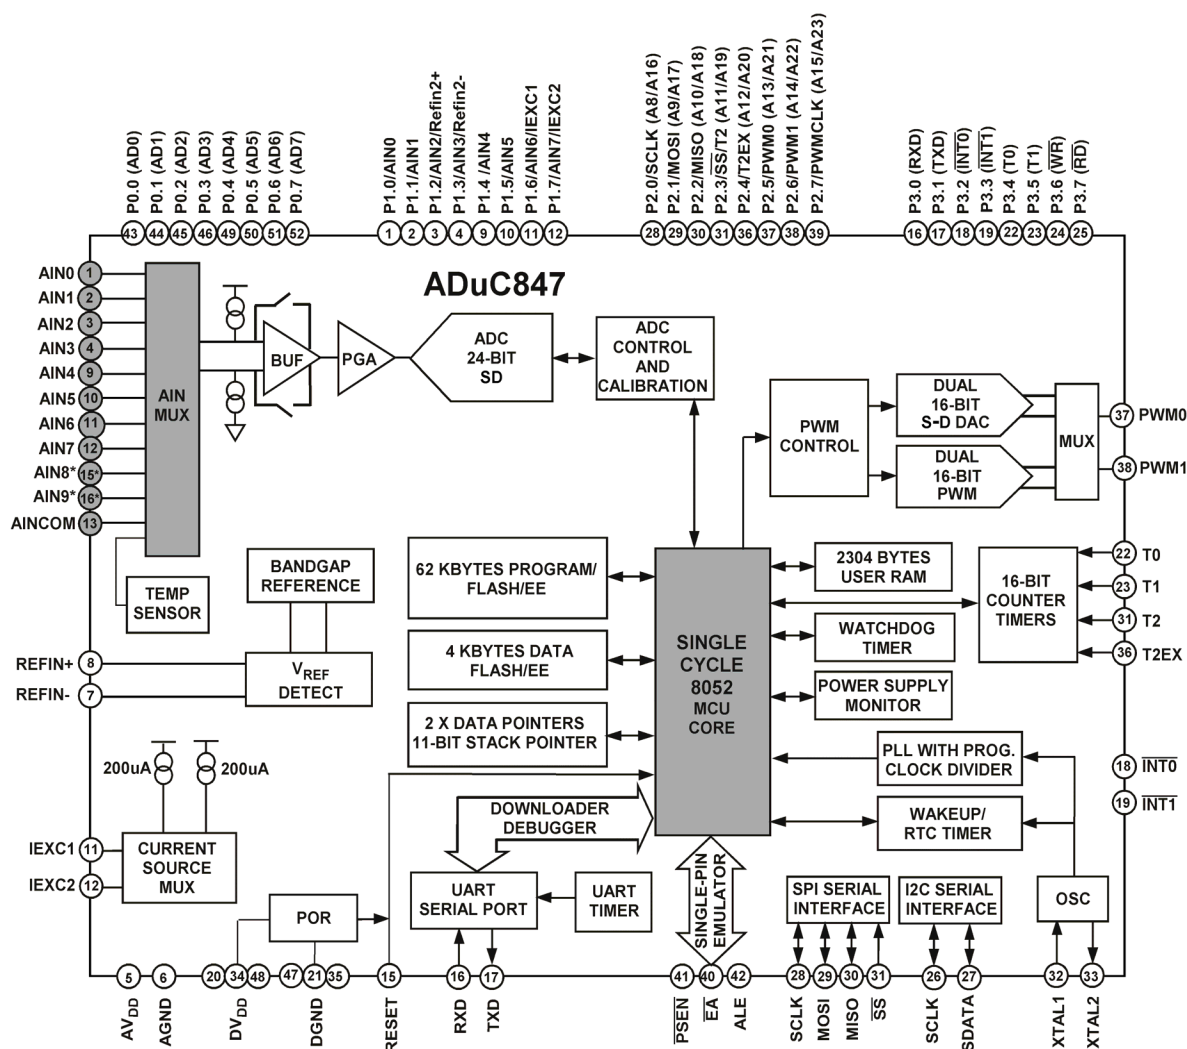 P0.0 (AD0)
P0.1 (AD1)
P0.2 (AD2)
P0.3 (AD3)
P0.4 (AD4)
P0.5 (AD5)
P0.6 (AD6)
P0.7 (AD7)
P1.0/AIN0
P1.1/AIN1
P1.2/AIN2/Refin2+
P1.3/AIN3/Refin2-
P1.4 /AIN4
P1.5/AIN5
P1.6/AIN6/IEXC1
P1.7/AIN7/IEXC2
P2.0/SCLK (A8/A16)
P2.1/MOSI (A9/A17)
P2.2/MISO (A10/A18)
P2.3/SS/T2 (A11/A19)
P2.4/T2EX (A12/A20)
P2.5/PWM0 (A13/A21)
P2.6/PWM1 (A14/A22)
P2.7/PWMCLK (A15/A23)
P3.0 (RXD)
P3.1 (TXD)
P3.2 (INT0)
P3.3 (INT1)
P3.4 (T0)
P3.5 (T1)
P3.6 (WR)
P3.7 (RD)
43 44 45 46 49 50 51 52
1 2 3 4 9 10 11 12
28 29 30 31 36 37 38 39
16 17 18 19 22 23 24 25
ADuC847
AIN0 1
AIN1 2
AIN2 3
AIN3 4
AIN4 9
AIN5 10
AIN6 11
AIN7 12
AIN8* 15*
AIN9* 16*
AINCOM 13
AIN
MUX
BUF
PGA
ADC
24-BIT
SD
ADC
CONTROL
AND
CALIBRATION
PWM
CONTROL
DUAL
16-BIT
S-D DAC
DUAL
16-BIT
PWM
MUX
37 PWM0
38 PWM1
TEMP
SENSOR
BANDGAP
REFERENCE
VREF
DETECT
REFIN+ 8
REFIN- 7
62 KBYTES PROGRAM/
FLASH/EE
4 KBYTES DATA
FLASH/EE
2 X DATA POINTERS
11-BIT STACK POINTER
SINGLE
CYCLE
8052
MCU
CORE
2304 BYTES
USER RAM
WATCHDOG
TIMER
POWER SUPPLY
MONITOR
16-BIT
COUNTER
TIMERS
22 T0
23 T1
31 T2
36 T2EX
PLL WITH PROG.
CLOCK DIVIDER
WAKEUP/
RTC TIMER
18 INT0
19 INT1
200uA
200uA
IEXC1 11
IEXC2 12
CURRENT
SOURCE
MUX
DOWNLOADER
DEBUGGER
POR
UART
SERIAL PORT
UART
TIMER
SINGLE-PIN
EMULATOR
SPI SERIAL
INTERFACE
I2C SERIAL
INTERFACE
OSC
5 6 20 34 48 47 21 35 15 16 17 41 40 42 28 29 30 31 26 27 32 33
AVDD
AGND
DVDD
DGND
RESET
RXD
TXD
PSEN
EA
ALE
SCLK
MOSI
MISO
SS
SCLK
SDATA
XTAL1
XTAL2